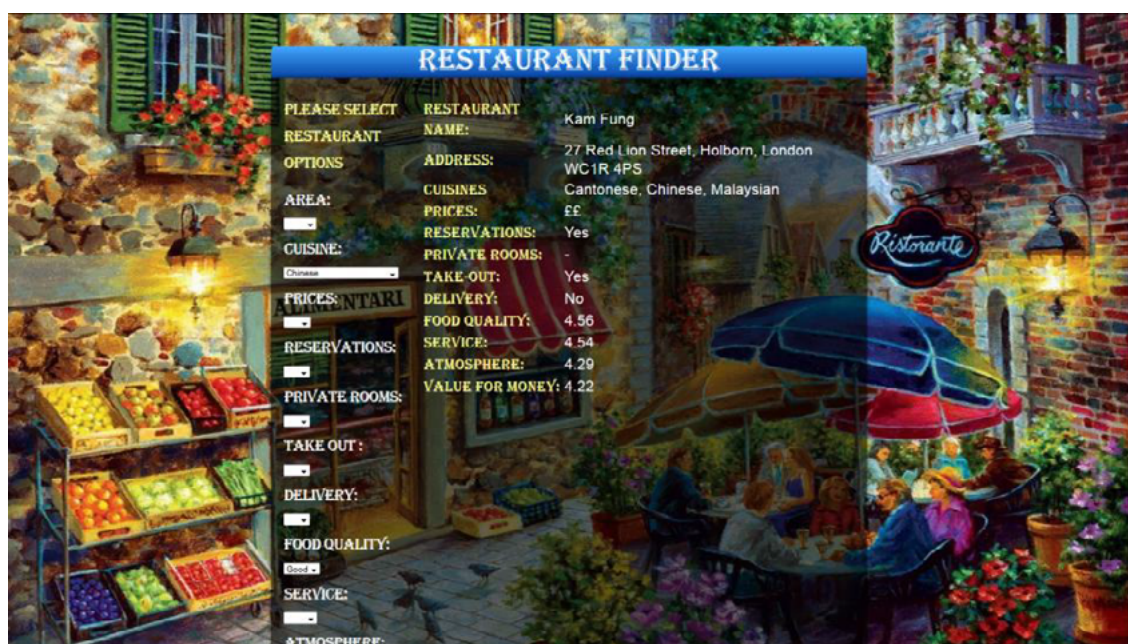 RESTAURANT FINDER
PLEASE SELECT
RESTAURANT
OPTIONS
AREA:
CUISINE:
Chinese
PRICES:
RESERVATIONS:
PRIVATE ROOMS:
TAKE OUT :
DELIVERY:
FOOD QUALITY:
Good
SERVICE:
ATMOSPHERE:
RESTAURANT
NAME:
Kam Fung
ADDRESS:
27 Red Lion Street, Holborn, London
WC1R 4PS
CUISINES
Cantonese, Chinese, Malaysian
PRICES:
££
RESERVATIONS:
Yes
PRIVATE ROOMS:
-
TAKE-OUT:
Yes
DELIVERY:
No
FOOD QUALITY:
4.56
SERVICE:
4.54
ATMOSPHERE:
4.29
VALUE FOR MONEY:
4.22
ALIMENTARI
Ristorante